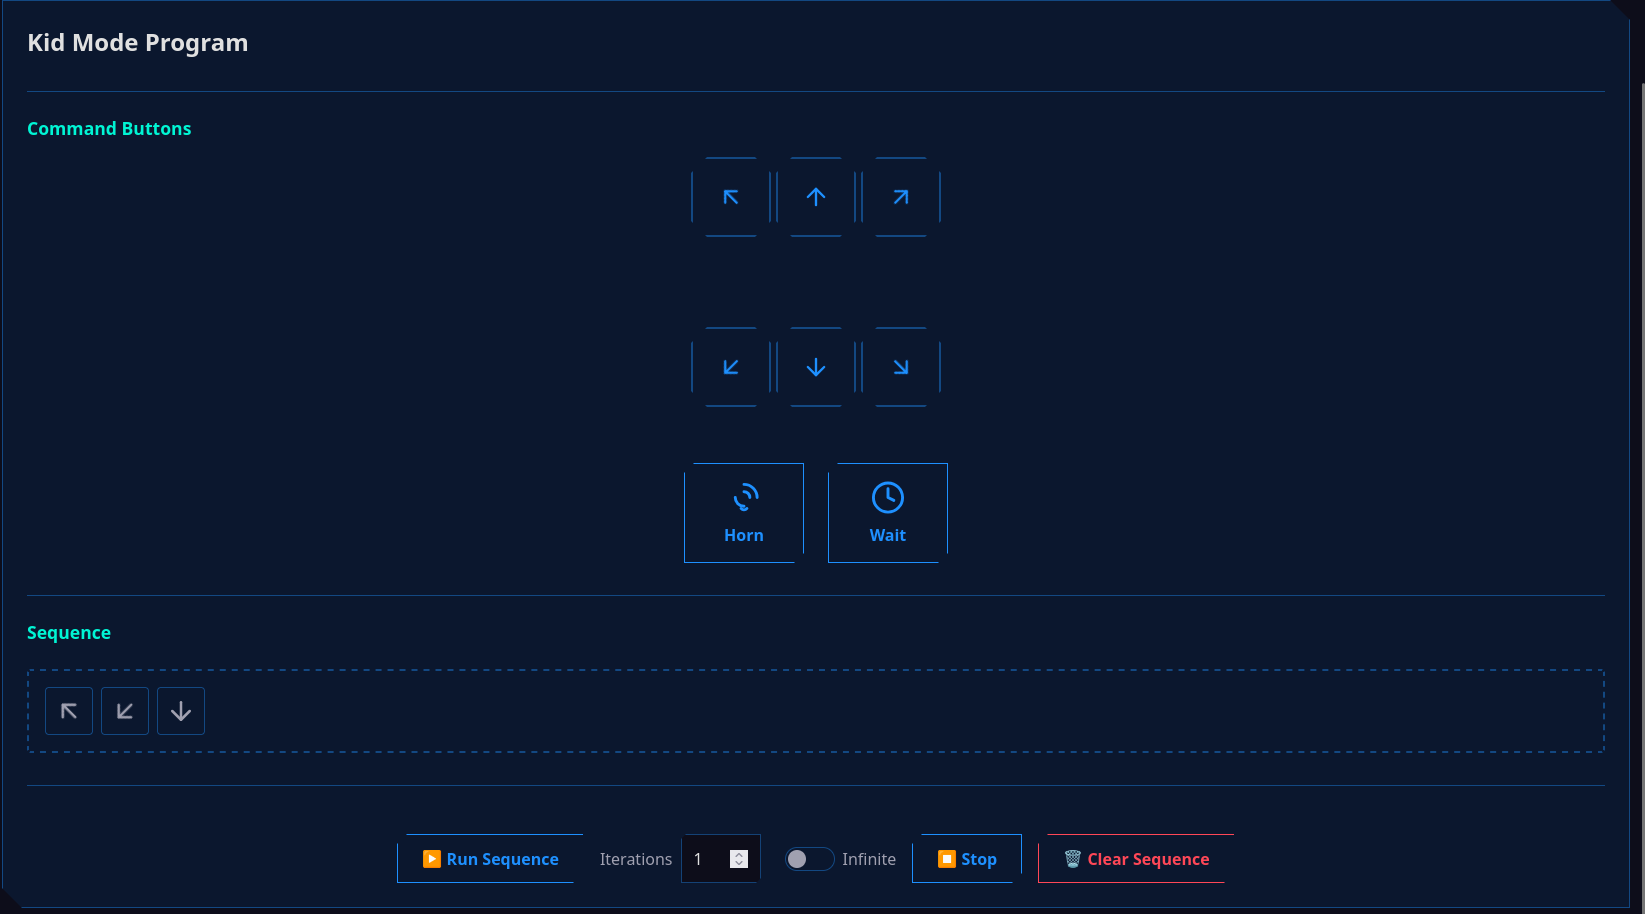 Kid Mode Program
Command Buttons
Horn
Wait
Sequence
Run Sequence
Iterations
1
Infinite
Stop
Clear Sequence